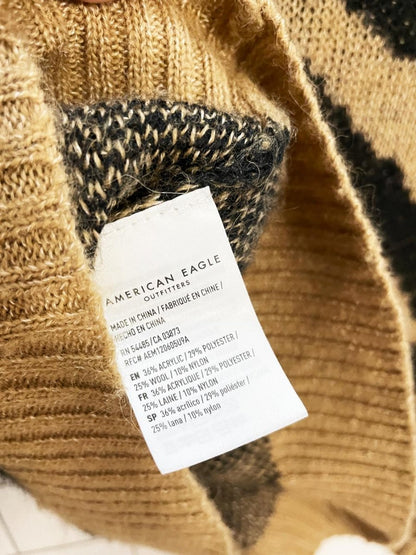 AMERICAN EAGLE
OUTFITTERS
MADE IN CHINA / FABRIQUÉ EN CHINE /
HECHO EN CHINA
RN 54485/CA 03873
RFC# AEM120605U9A
EN 36% ACRYLIC / 29% POLYESTER /
25% WOOL / 10% NYLON
FR 36% ACRYLIQUE / 29% POLYESTER /
25% LAINE / 10% NYLON
SP 36% acrílico / 29% poliéster /
25% lana / 10% nylon